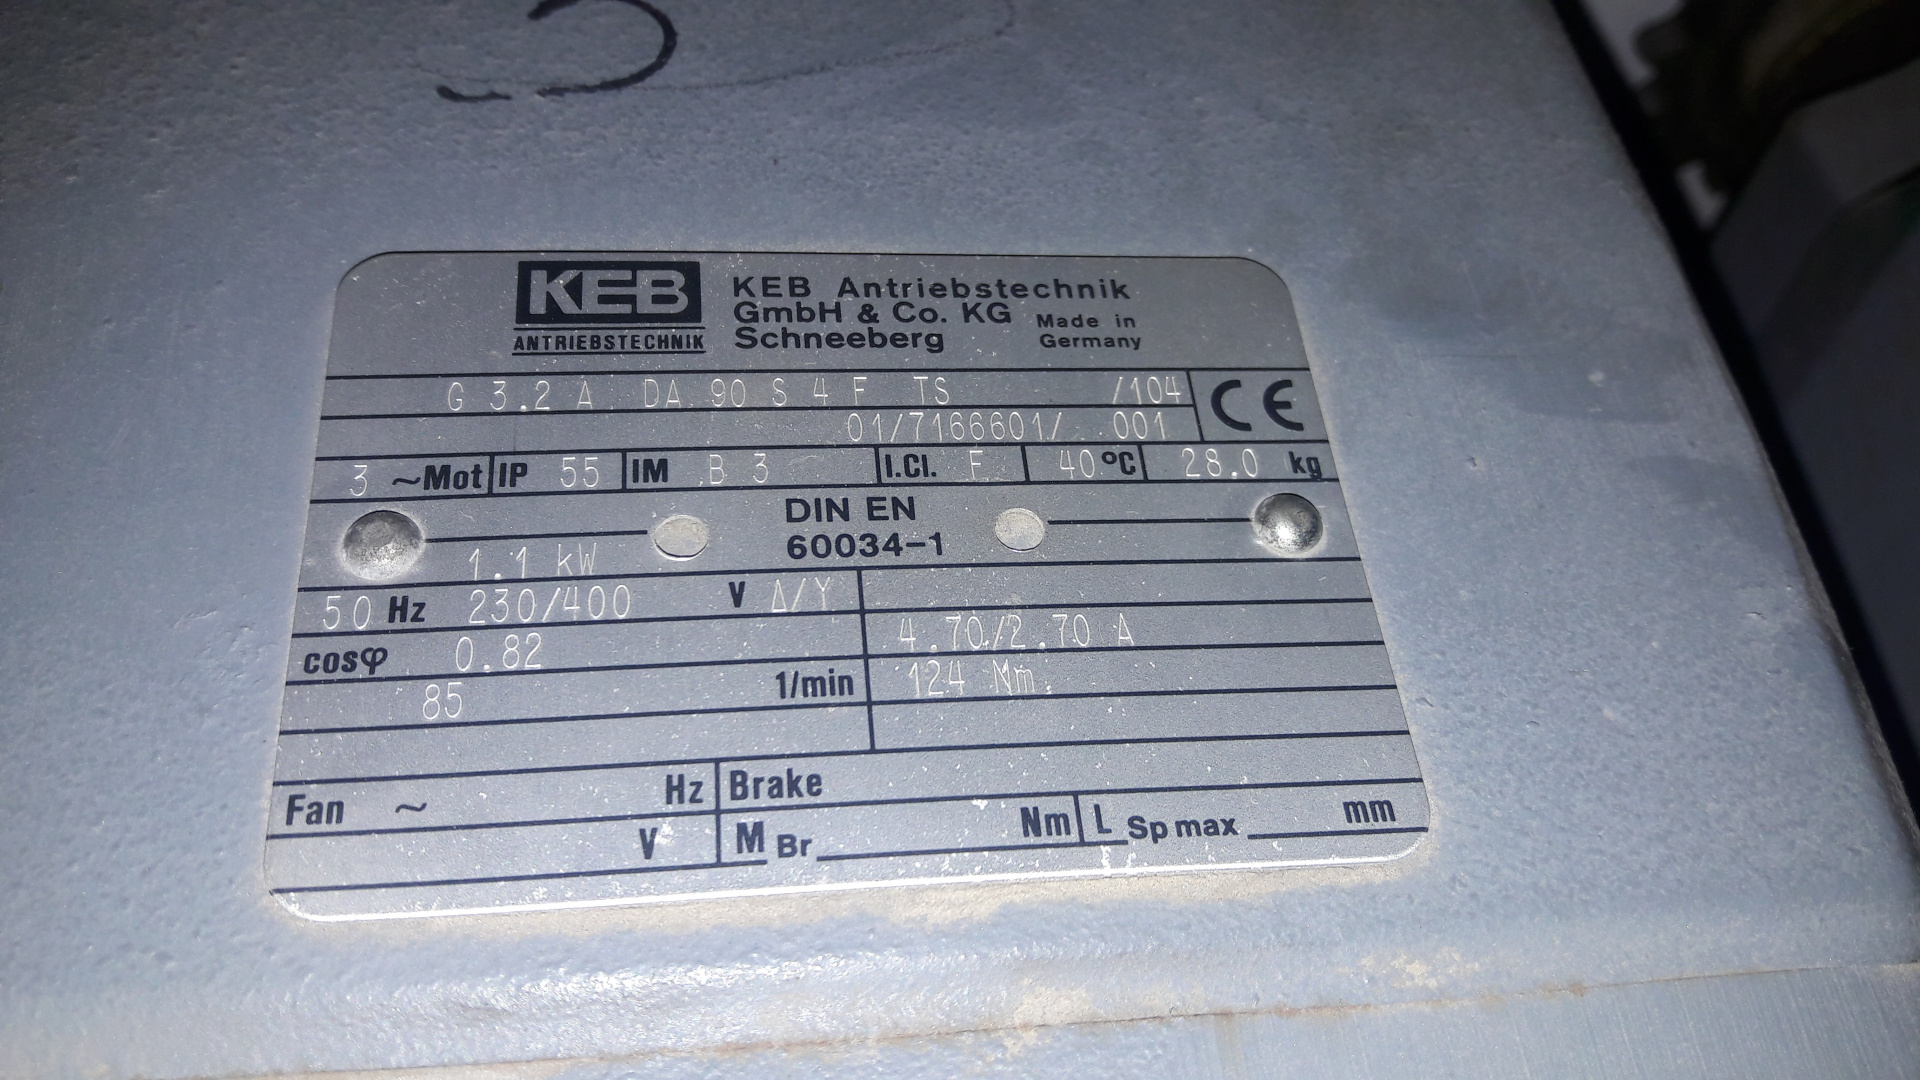 KEB
ANTRIEBSTECHNIK
KEB Antriebstechnik
GmbH & Co. KG
Schneeberg
Made in
Germany
G 3.2 A DA 90 S 4 F TS /104
CE
01/7166601/ 001
3 ~Mot IP 55 IM B 3 I.Cl. F 40 °C 28.0 kg
DIN EN
60034-1
1.1 kW
50 Hz 230/400 V Δ/Y
cosφ 0.82 4.70/2.70 A
85 1/min 124 Nm
Fan ~ Hz Brake
V M Br Nm L Sp max mm